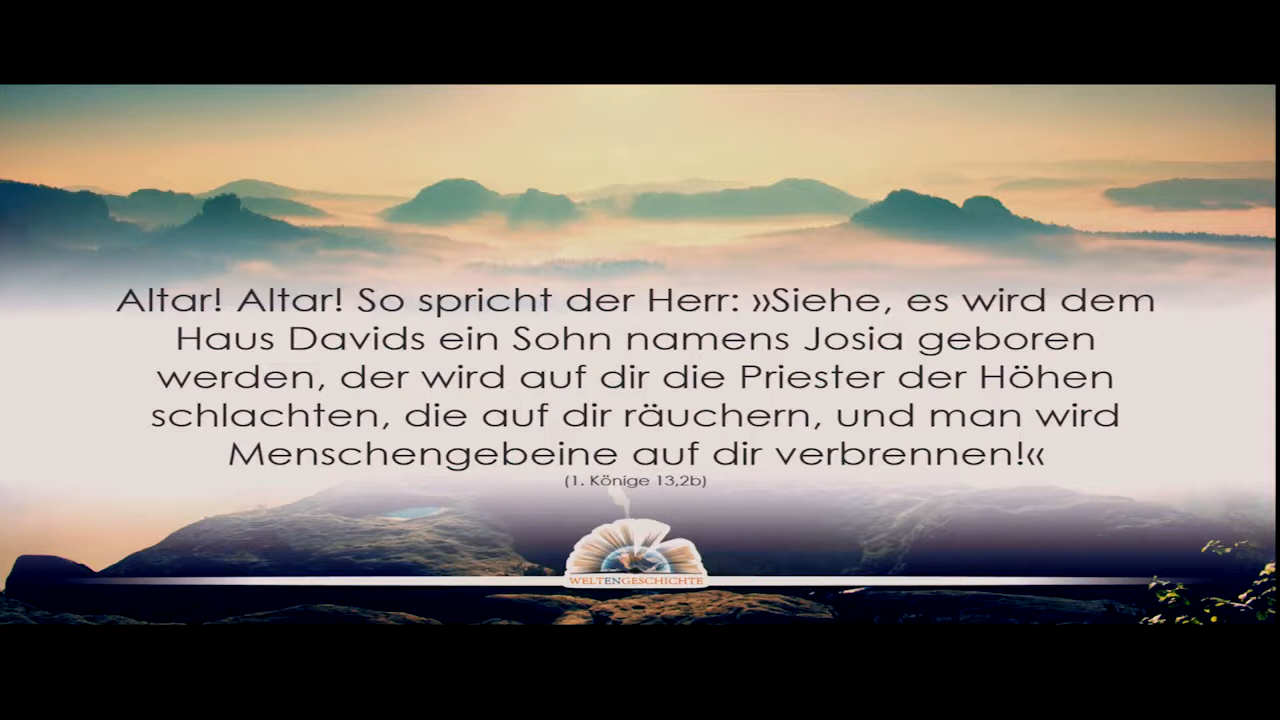 Altar! Altar! So spricht der Herr: »Siehe, es wird dem
Haus Davids ein Sohn namens Josia geboren
werden, der wird auf dir die Priester der Höhen
schlachten, die auf dir räuchern, und man wird
Menschengebeine auf dir verbrennen!«
(1. Könige 13,2b)
WELTENGESCHICHTE